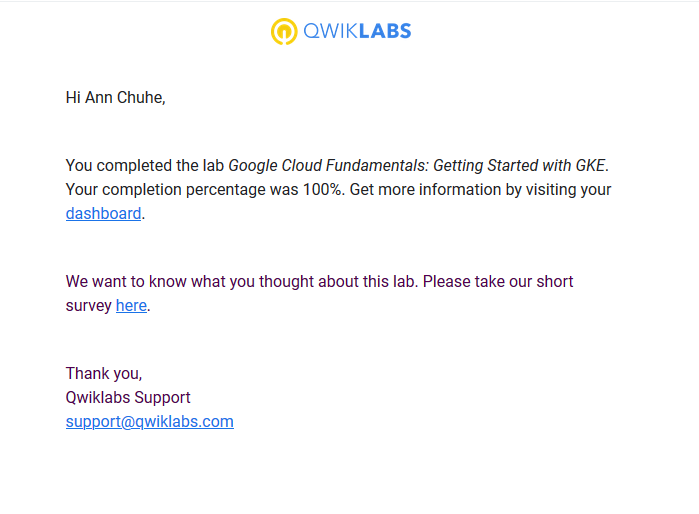 QWIKLABS
Hi Ann Chuhe,
You completed the lab Google Cloud Fundamentals: Getting Started with GKE.
Your completion percentage was 100%. Get more information by visiting your
dashboard.
We want to know what you thought about this lab. Please take our short
survey here.
Thank you,
Qwiklabs Support
support@qwiklabs.com